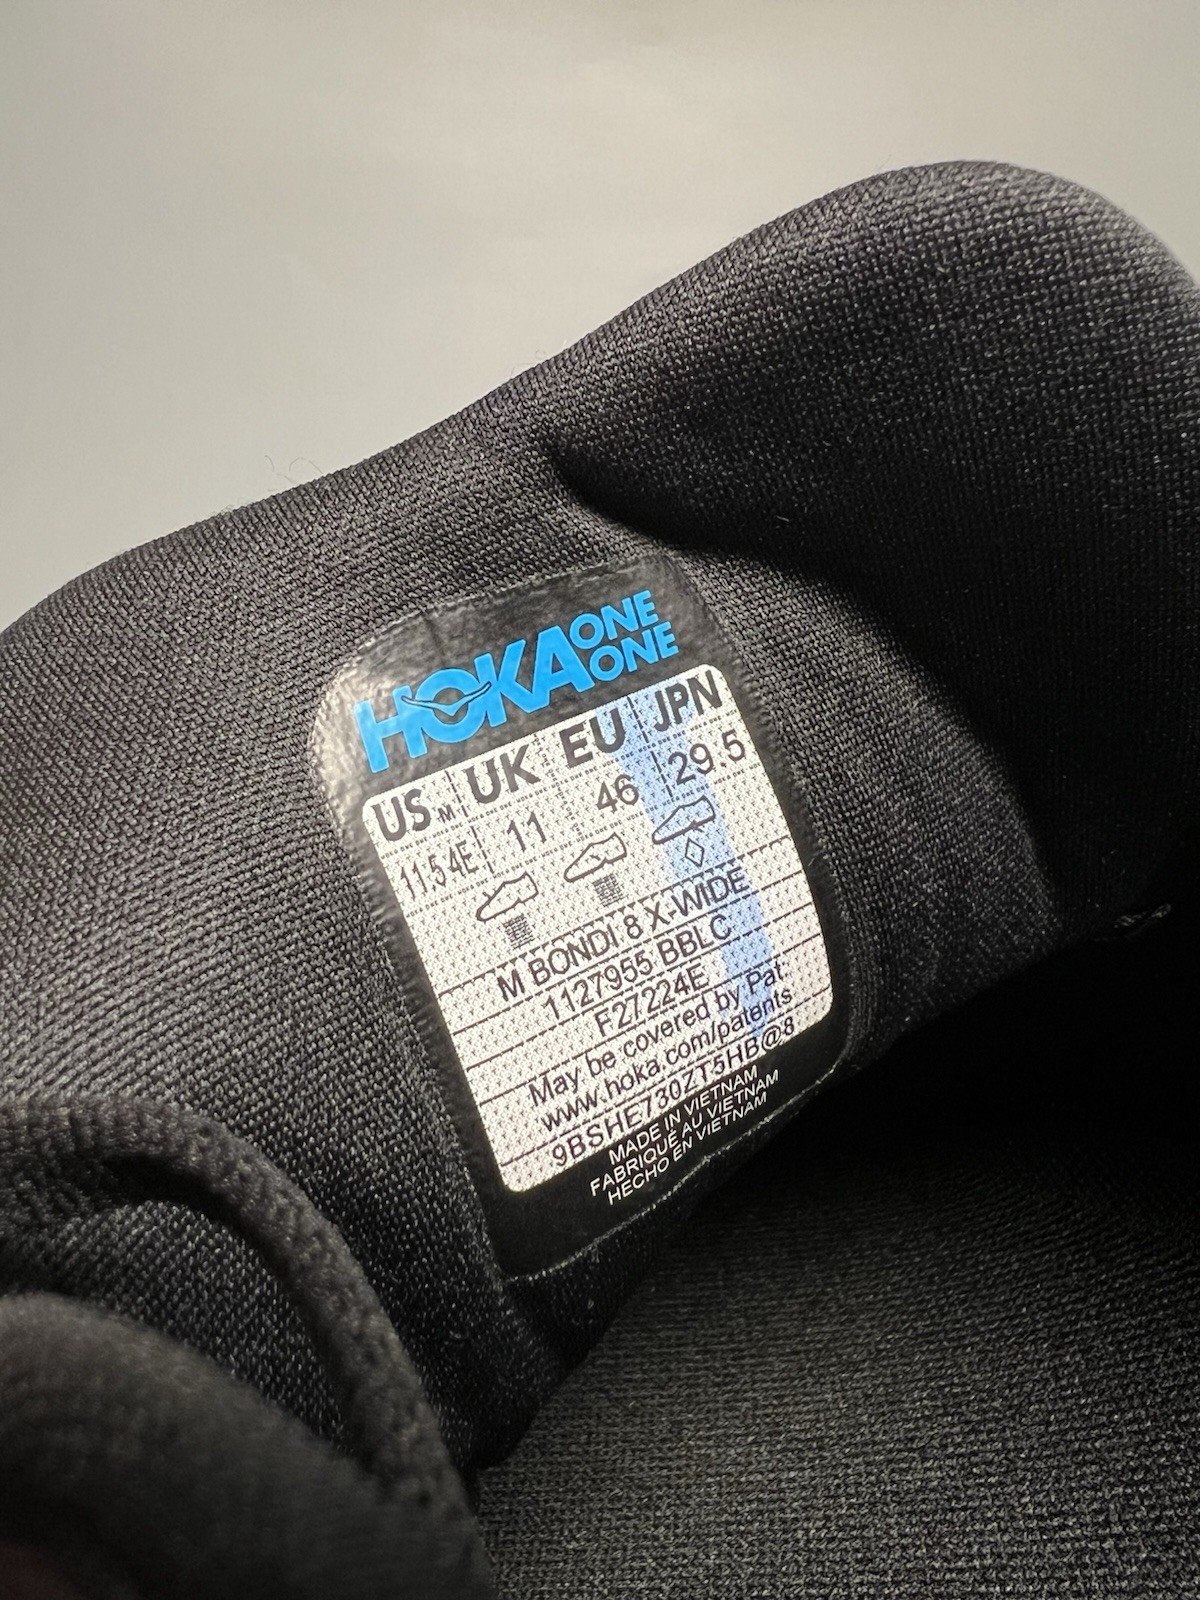 HOKA ONE ONE
US M UK EU JPN
11.5 4E 11 46 29.5
M BONDI 8 X-WIDE
1127955 BBLC
F27224E
May be covered by Pat:
www.hoka.com/patents
9BSHE730ZT5HB@8
MADE IN VIETNAM
FABRIQUÉ AU VIETNAM
HECHO EN VIETNAM